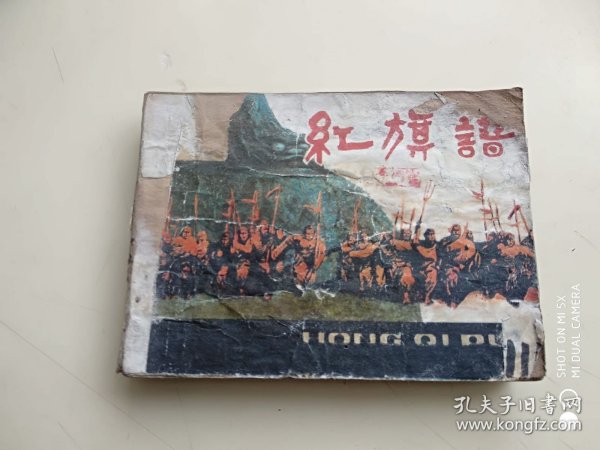 紅旗譜
HONG QI PU
SHOT ON MI 5X
MI DUAL CAMERA
孔夫子旧书网
www.kongfz.com